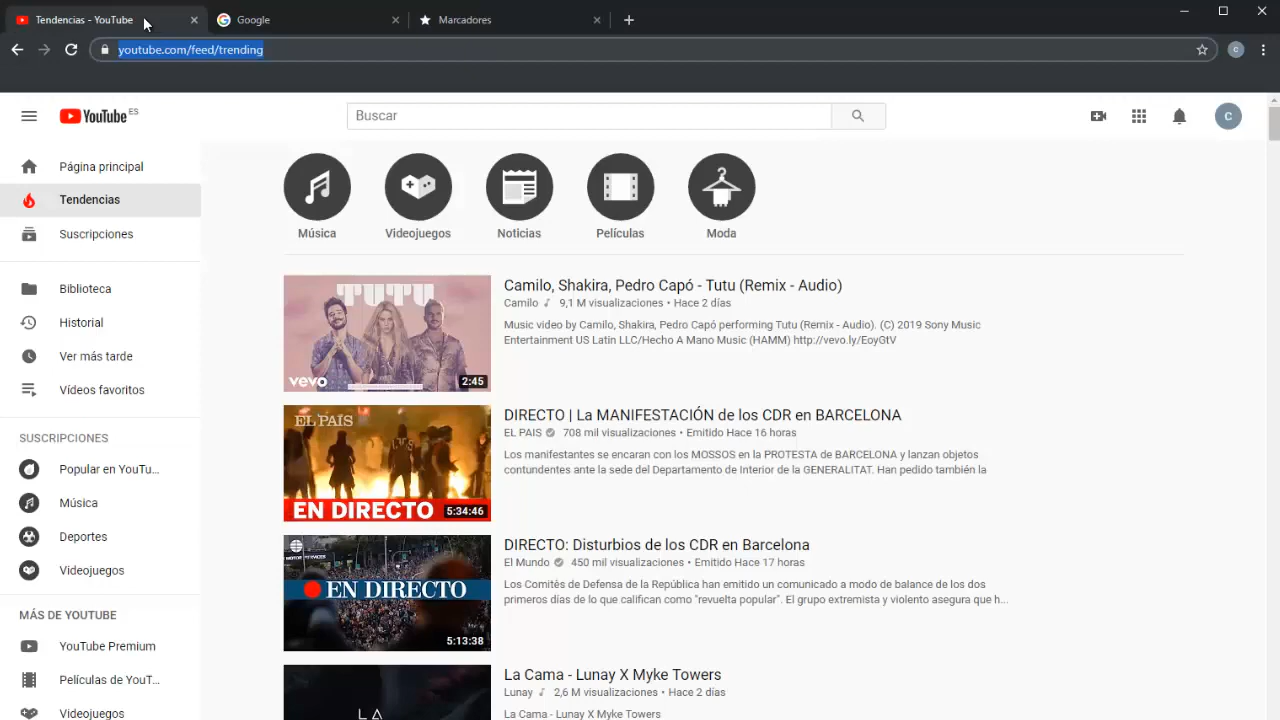 Tendencias - YouTube
Google
Marcadores
youtube.com/feed/trending
YouTube ES
Buscar
C
C
Página principal
Tendencias
Suscripciones
Biblioteca
Historial
Ver más tarde
Vídeos favoritos
SUSCRIPCIONES
Popular en YouTu...
Música
Deportes
Videojuegos
MÁS DE YOUTUBE
YouTube Premium
Películas de YouT...
Videojuegos
Música
Videojuegos
Noticias
Películas
Moda
TUTU
vevo
2:45
Camilo, Shakira, Pedro Capó - Tutu (Remix - Audio)
Camilo 9,1 M visualizaciones • Hace 2 días
Music video by Camilo, Shakira, Pedro Capó performing Tutu (Remix - Audio). (C) 2019 Sony Music
Entertainment US Latin LLC/Hecho A Mano Music (HAMM) http://vevo.ly/EoyGtV
EL PAÍS
EN DIRECTO
5:34:46
DIRECTO | La MANIFESTACIÓN de los CDR en BARCELONA
EL PAIS 708 mil visualizaciones • Emitido Hace 16 horas
Los manifestantes se encaran con los MOSSOS en la PROTESTA de BARCELONA y lanzan objetos
contundentes ante la sede del Departamento de Interior de la GENERALITAT. Han pedido también la
EN DIRECTO
5:13:38
DIRECTO: Disturbios de los CDR en Barcelona
El Mundo 450 mil visualizaciones • Emitido Hace 17 horas
Los Comitès de Defensa de la República han emitido un comunicado a modo de balance de los dos
primeros días de lo que califican como "revuelta popular". El grupo extremista y violento asegura que h...
LA
La Cama - Lunay X Myke Towers
Lunay 2,6 M visualizaciones • Hace 2 días
La Cama - Lunay X Myke Towers